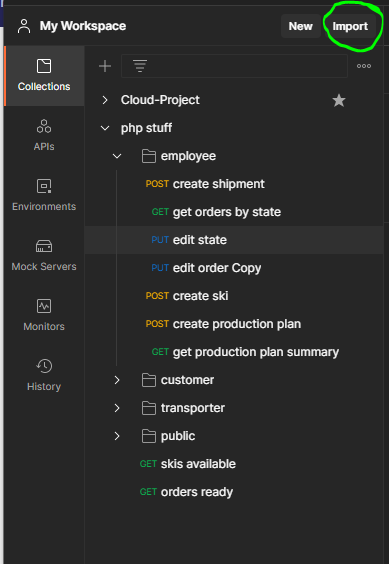 My Workspace New Import
Collections
APIs
Environments
Mock Servers
Monitors
History
Cloud-Project
php stuff
employee
POST create shipment
GET get orders by state
PUT edit state
PUT edit order Copy
POST create ski
POST create production plan
GET get production plan summary
customer
transporter
public
GET skis available
GET orders ready